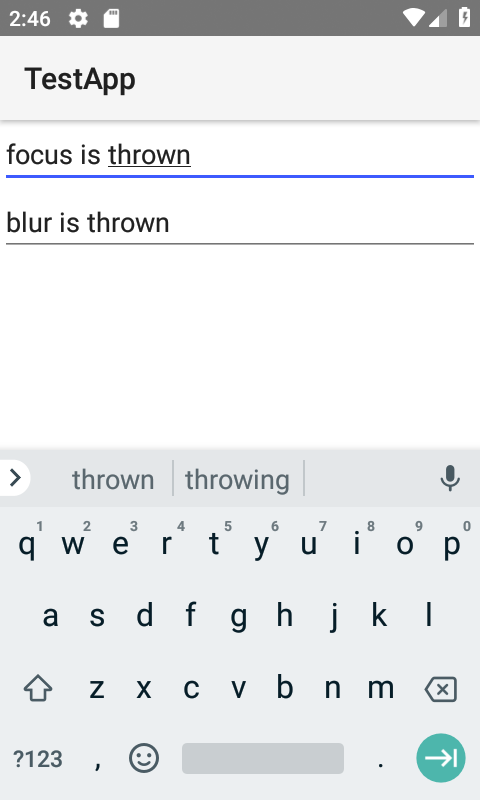 2:46
TestApp
focus is thrown
blur is thrown
thrown throwing
1 2 3 4 5 6 7 8 9 0
q w e r t y u i o p
a s d f g h j k l
z x c v b n m
?123 , .